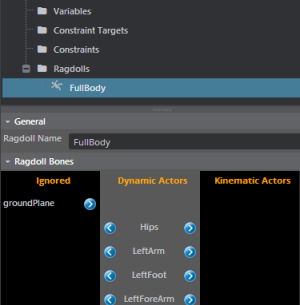 Variables
Constraint Targets
Constraints
Ragdolls
FullBody
General
Ragdoll Name FullBody
Ragdoll Bones
Ignored Dynamic Actors Kinematic Actors
groundPlane
Hips
LeftArm
LeftFoot
LeftForeArm